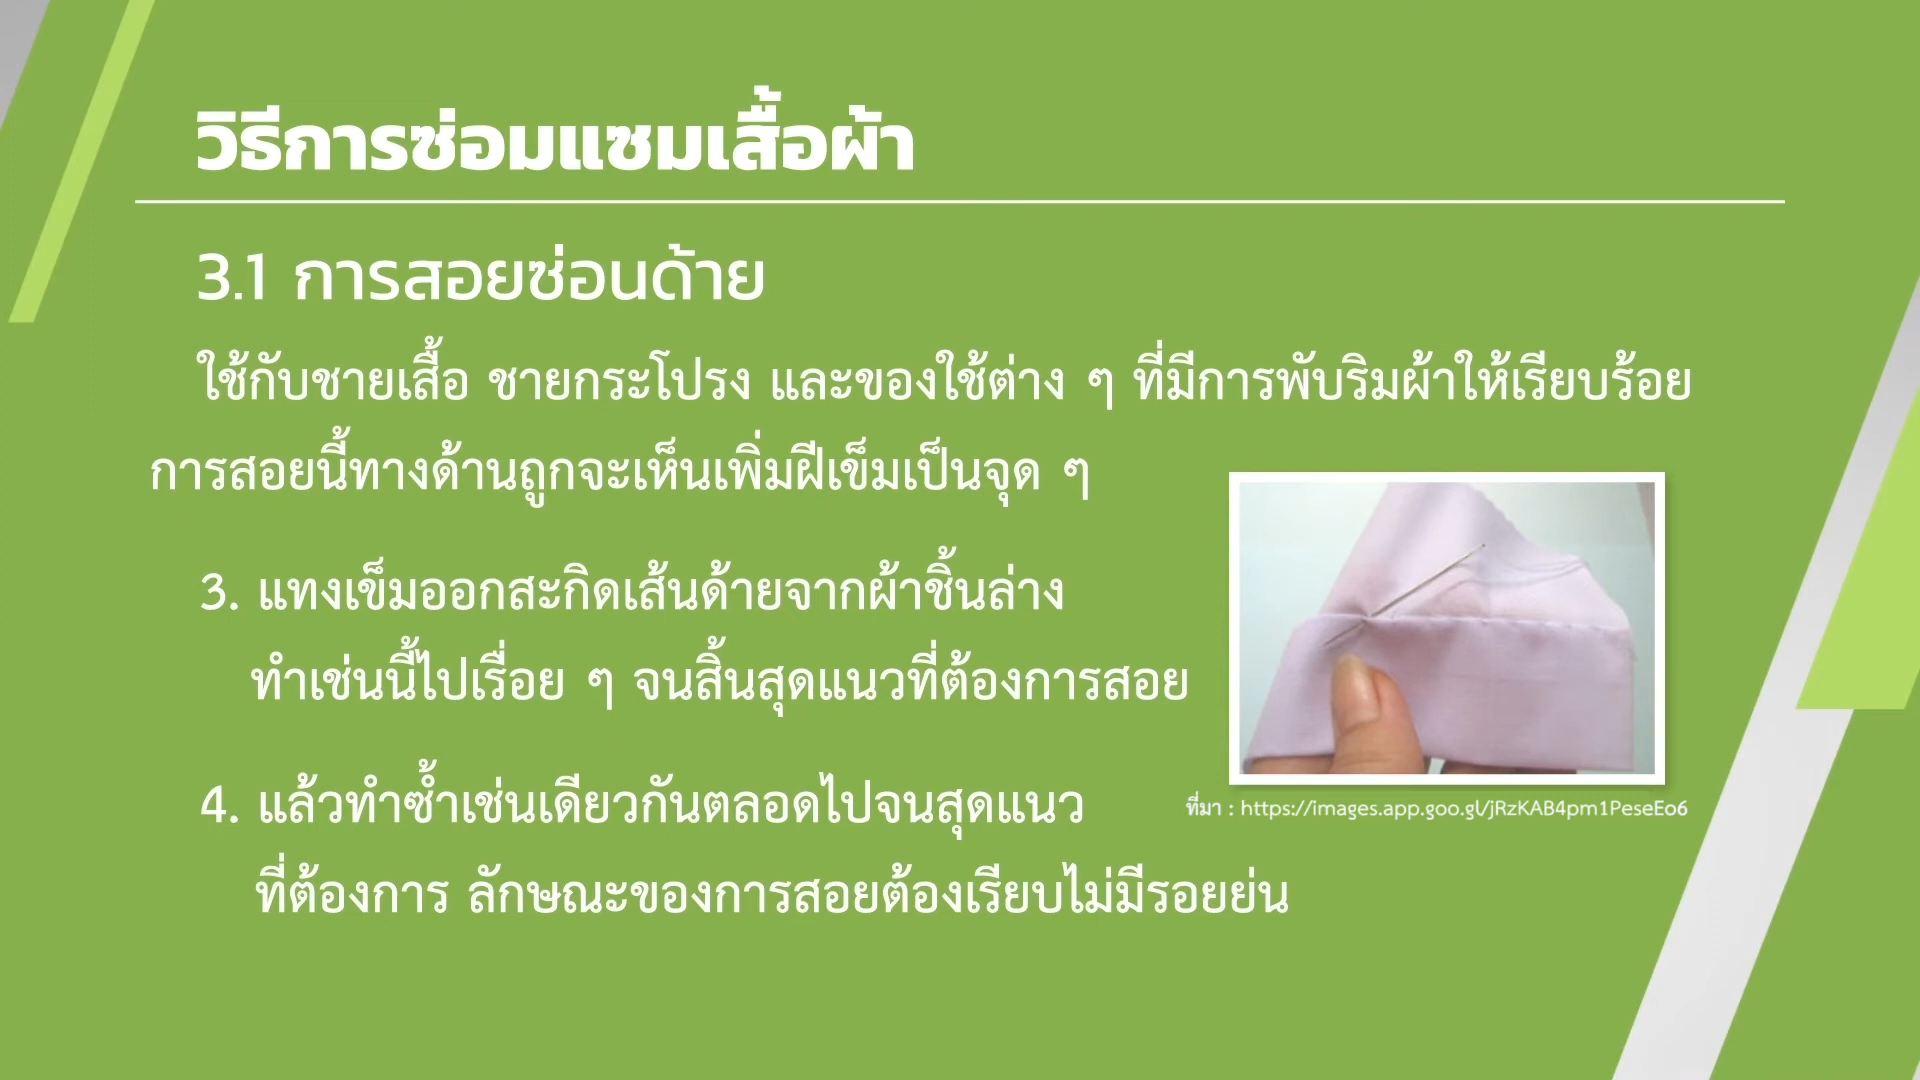 วิธีการซ่อมแซมเสื้อผ้า
3.1 การสอยซ่อนด้าย
ใช้กับชายเสื้อ ชายกระโปรง และของใช้ต่าง ๆ ที่มีการพับริมผ้าให้เรียบร้อย
การสอยนี้ทางด้านถูกจะเห็นเพิ่มฝีเข็มเป็นจุด ๆ
3. แทงเข็มออกสะกิดเส้นด้ายจากผ้าชิ้นล่าง
ทำเช่นนี้ไปเรื่อย ๆ จนสิ้นสุดแนวที่ต้องการสอย
4. แล้วทำซ้ำเช่นเดียวกันตลอดไปจนสุดแนว
ที่มา : https://images.app.goo.gl/jRzKAB4pm1PeseEo6
ที่ต้องการ ลักษณะของการสอยต้องเรียบไม่มีรอยย่น